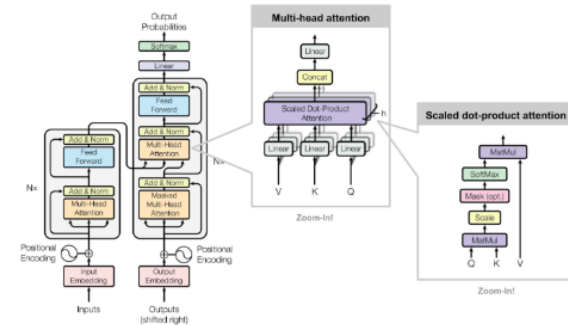 Output
Probabilities
Softmax
Linear
Add & Norm
Feed
Forward
Add & Norm
Multi-Head
Attention
Add & Norm
Masked
Multi-Head
Attention
Nx
Positional
Encoding
Output
Embedding
Outputs
(shifted right)
Add & Norm
Feed
Forward
Add & Norm
Multi-Head
Attention
Nx
Positional
Encoding
Input
Embedding
Inputs
Multi-head attention
Linear
Concat
Scaled Dot-Product
Attention
h
Linear Linear Linear
V K Q
Zoom-In!
Scaled dot-product attention
MatMul
SoftMax
Mask (opt.)
Scale
MatMul
Q K V
Zoom-In!